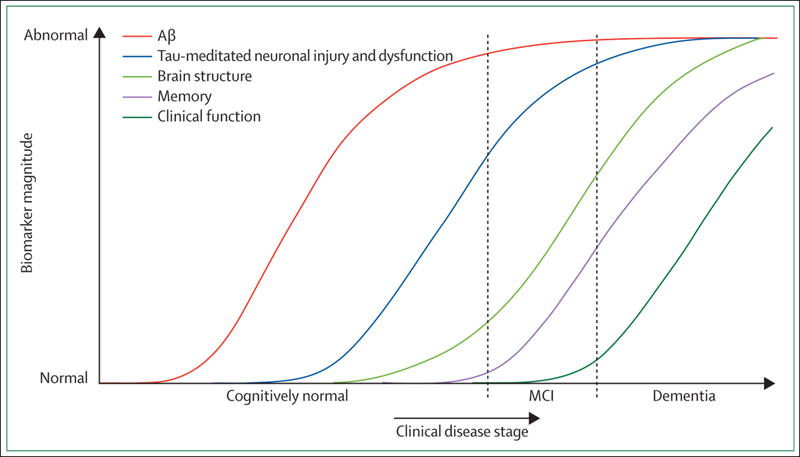 Abnormal
Aβ
Tau-meditated neuronal injury and dysfunction
Brain structure
Memory
Clinical function
Biomarker magnitude
Normal
Cognitively normal
MCI
Dementia
Clinical disease stage